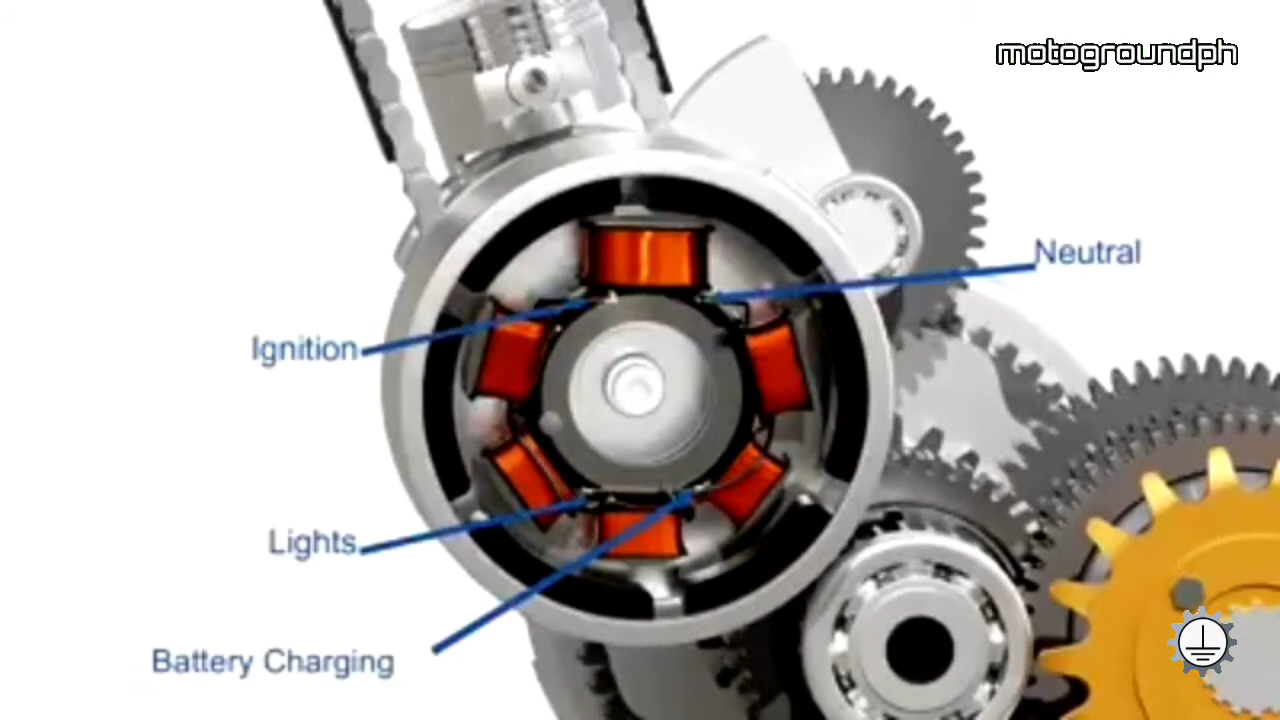 motogroundph
Neutral
Ignition
Lights
Battery Charging